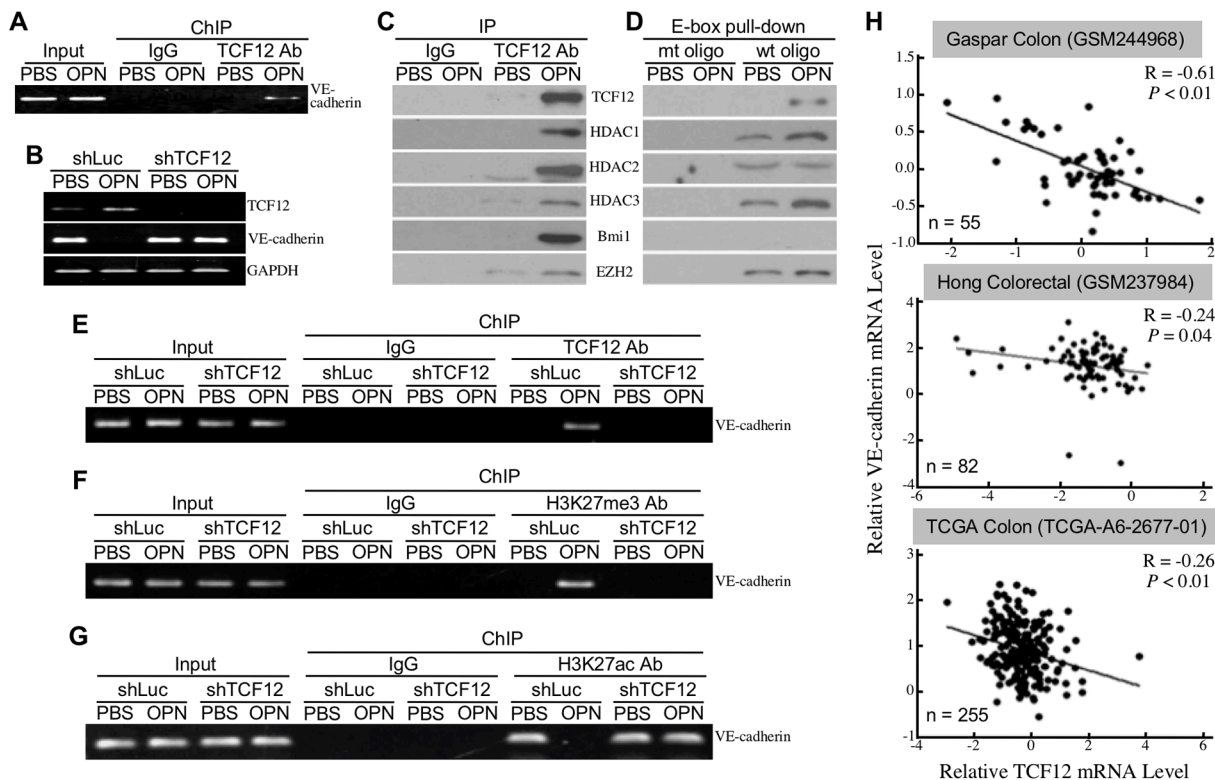 A
ChIP
Input IgG TCF12 Ab
PBS OPN PBS OPN PBS OPN
VE-
cadherin
B
shLuc shTCF12
PBS OPN PBS OPN
TCF12
VE-cadherin
GAPDH
C
IP
IgG TCF12 Ab
PBS OPN PBS OPN
D
E-box pull-down
mt oligo wt oligo
PBS OPN PBS OPN
TCF12
HDAC1
HDAC2
HDAC3
Bmi1
EZH2
E
ChIP
Input IgG TCF12 Ab
shLuc shTCF12 shLuc shTCF12 shLuc shTCF12
PBS OPN PBS OPN PBS OPN PBS OPN PBS OPN PBS OPN
VE-cadherin
F
ChIP
Input IgG H3K27me3 Ab
shLuc shTCF12 shLuc shTCF12 shLuc shTCF12
PBS OPN PBS OPN PBS OPN PBS OPN PBS OPN PBS OPN
VE-cadherin
G
ChIP
Input IgG H3K27ac Ab
shLuc shTCF12 shLuc shTCF12 shLuc shTCF12
PBS OPN PBS OPN PBS OPN PBS OPN PBS OPN PBS OPN
VE-cadherin
H
Relative VE-cadherin mRNA Level
Gaspar Colon (GSM244968)
R = -0.61
P < 0.01
1.5
1.0
0.5
0.0
-0.5
-1.0
n = 55
-2 -1 0 1 2
Hong Colorectal (GSM237984)
R = -0.24
P = 0.04
4
2
0
-2
-4
n = 82
-6 -4 -2 0 2
TCGA Colon (TCGA-A6-2677-01)
R = -0.26
P < 0.01
3
2
1
0
-1
n = 255
-4 -2 0 2 4 6
Relative TCF12 mRNA Level